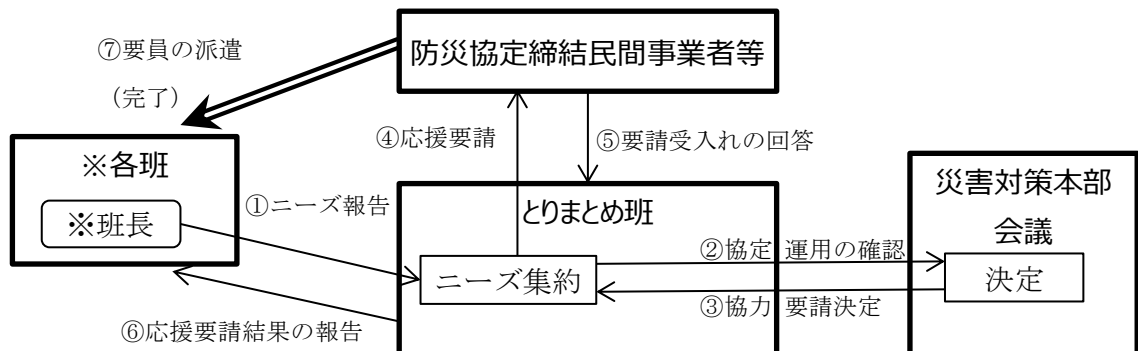 ⑦要員の派遣
(完了)
防災協定締結民間事業者等
④応援要請
⑤要請受入れの回答
※各班
※班長
①ニーズ報告
とりまとめ班
ニーズ集約
②協定 運用の確認
③協力 要請決定
災害対策本部
会議
決定
⑥応援要請結果の報告